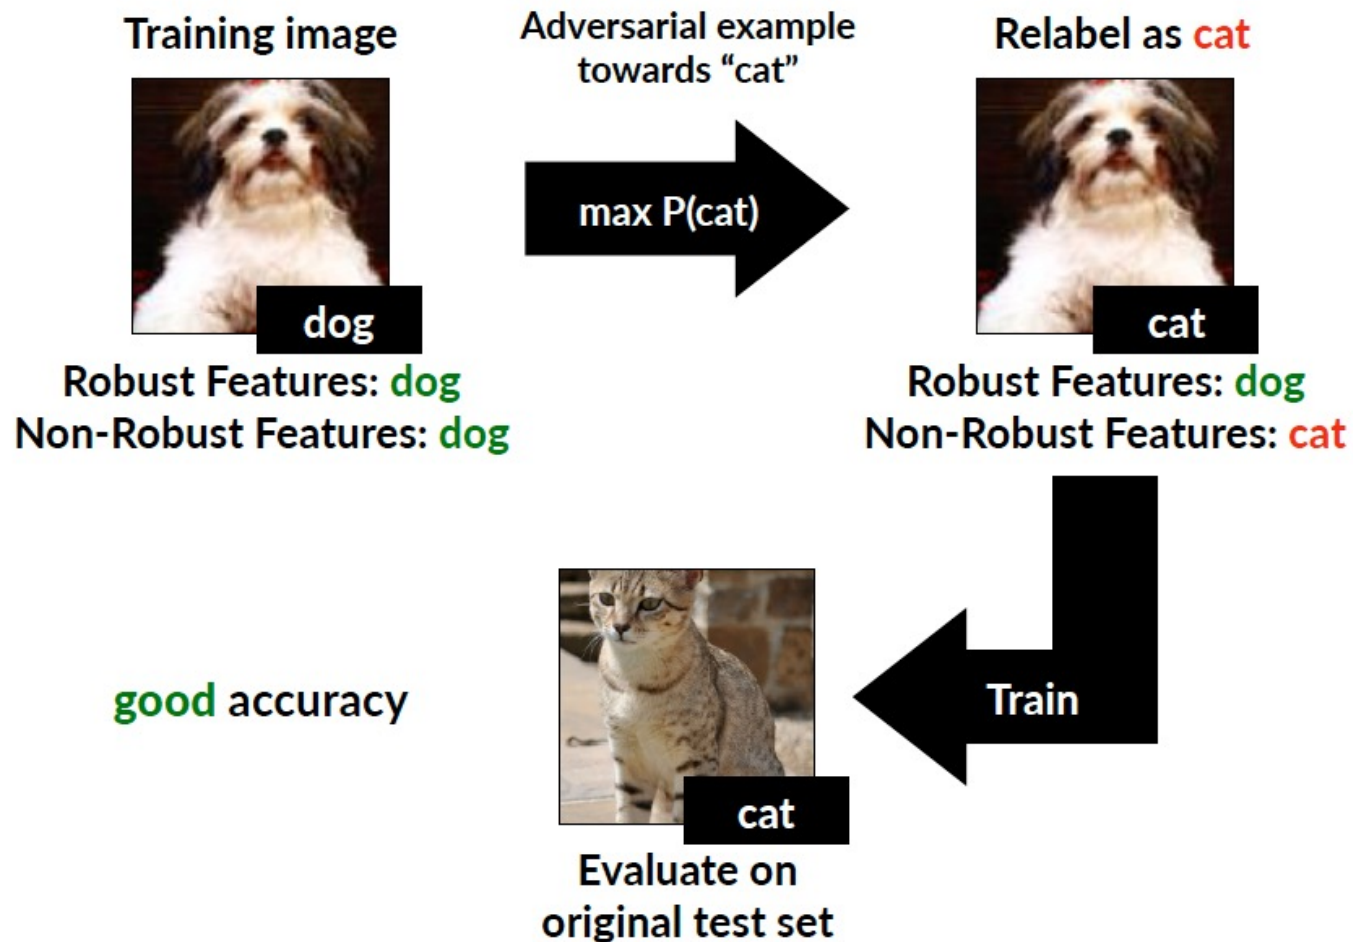 Training image
dog
Robust Features: dog
Non-Robust Features: dog
Adversarial example
towards “cat”
max P(cat)
Relabel as cat
cat
Robust Features: dog
Non-Robust Features: cat
Train
cat
Evaluate on
original test set
good accuracy